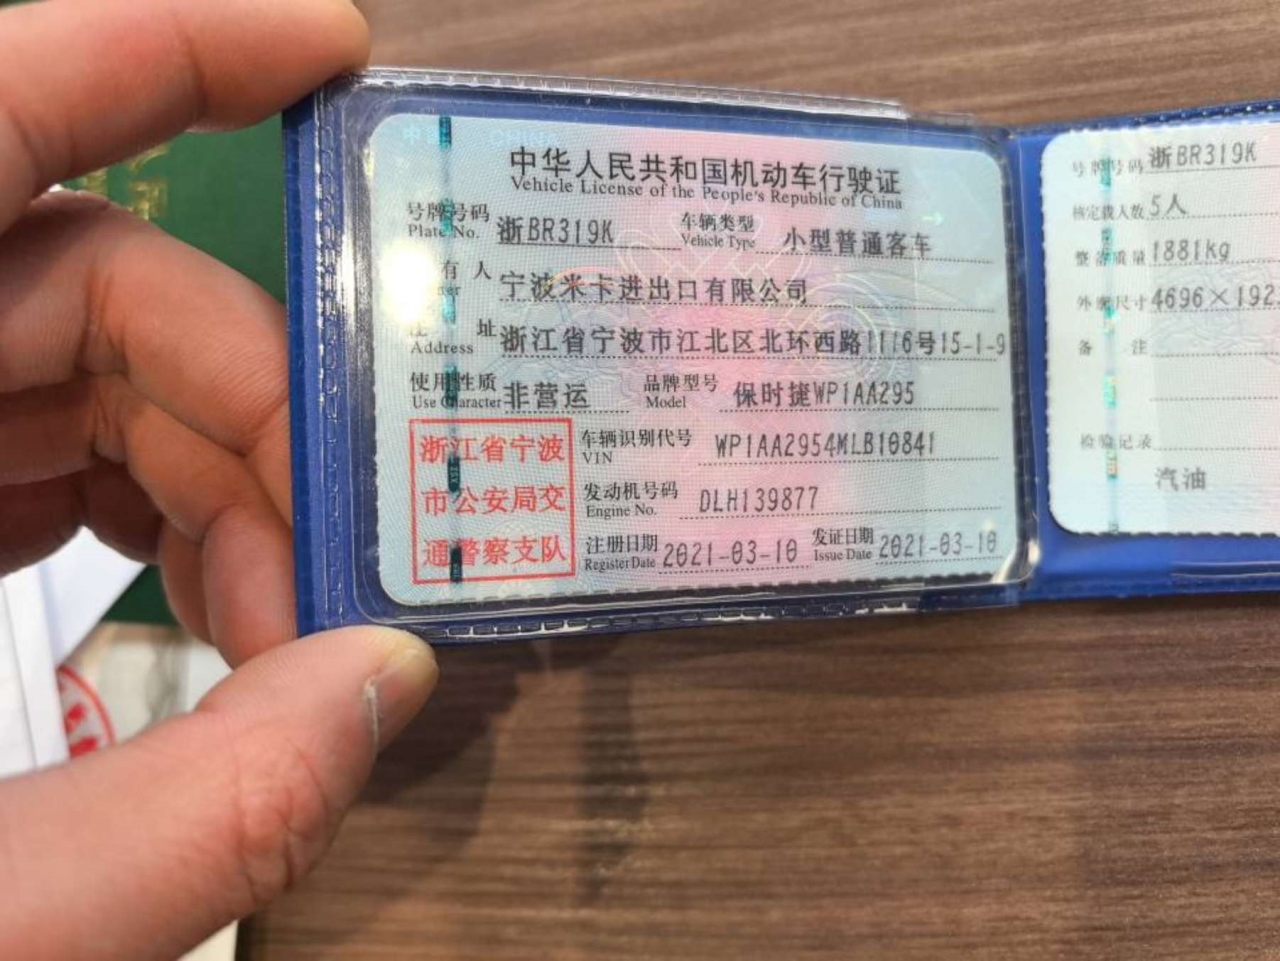 中华人民共和国机动车行驶证
Vehicle License of the People's Republic of China
号牌号码 浙BR319K 车辆类型 小型普通客车
Plate No. Vehicle Type
有人 宁波米卡进出口有限公司
址 浙江省宁波市江北区北环西路1116号15-1-9
Address
使用性质 非营运 品牌型号 保时捷WP1AA295
Use Character Model
浙江省宁波市公安局交通警察支队
车辆识别代号 WP1AA2954MLB10841
VIN
发动机号码 DLH139877
Engine No.
注册日期 2021-03-10 发证日期 2021-03-10
Register Date Issue Date
号牌号码 浙BR319K
核定载人数 5人
整备质量 1881kg
外廓尺寸 4696×192
备注
检验记录
汽油